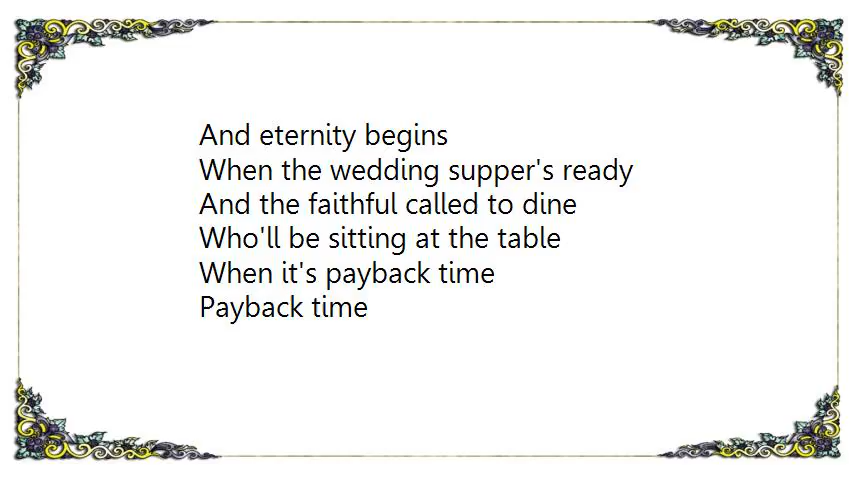 And eternity begins
When the wedding supper's ready
And the faithful called to dine
Who'll be sitting at the table
When it's payback time
Payback time